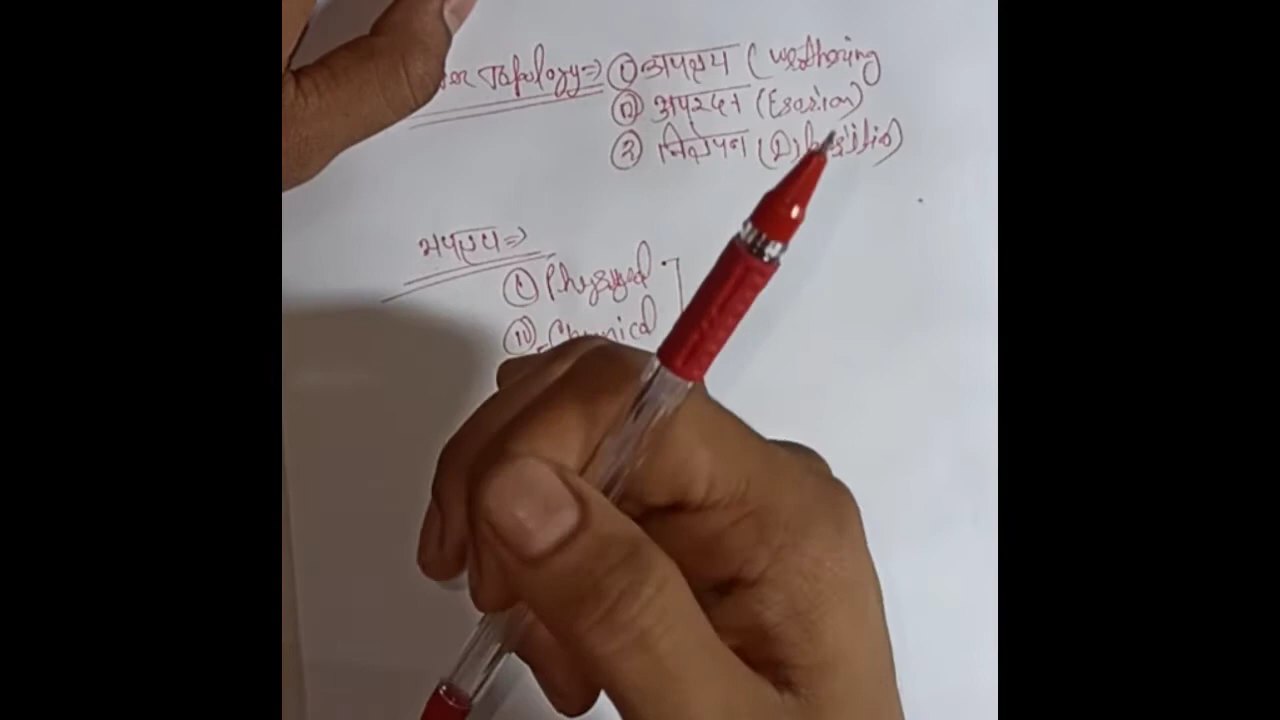 Topology ⇒ ① अपक्षय (Weathering
② अपरदन (Erosion)
③ निक्षेपण (Deposition)
अपक्षय ⇒
① Physical
② Chemical